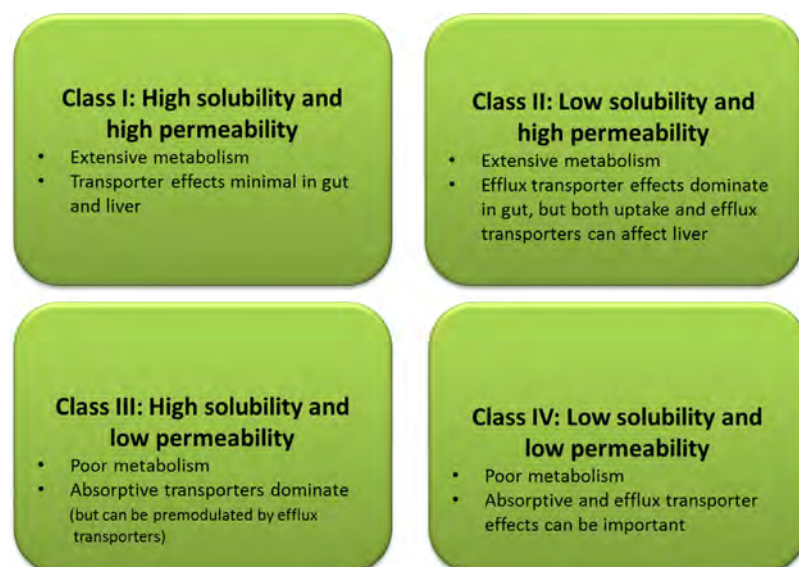 Class I: High solubility and
high permeability
• Extensive metabolism
• Transporter effects minimal in gut
and liver
Class II: Low solubility and
high permeability
• Extensive metabolism
• Efflux transporter effects dominate
in gut, but both uptake and efflux
transporters can affect liver
Class III: High solubility and
low permeability
• Poor metabolism
• Absorptive transporters dominate
(but can be premodulated by efflux
transporters)
Class IV: Low solubility and
low permeability
• Poor metabolism
• Absorptive and efflux transporter
effects can be important